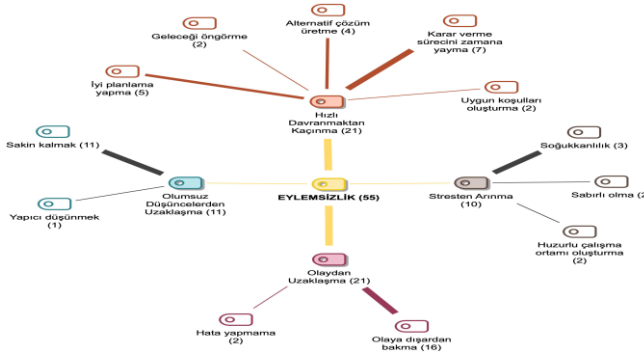 Alternatif çözüm
üretme (4)
Karar verme
sürecini zamana
yayma (7)
Geleceği öngörme
(2)
İyi planlama
yapma (5)
Uygun koşulları
oluşturma (2)
Hızlı
Davranmaktan
Kaçınma (21)
Sakin kalmak (11)
Soğukkanlılık (3)
Olumsuz
Düşüncelerden
Uzaklaşma (11)
EYLEMSİZLİK (55)
Stresten Arınma
(10)
Sabırlı olma (2
Yapıcı düşünmek
(1)
Huzurlu çalışma
ortamı oluşturma
(2)
Olaydan
Uzaklaşma (21)
Hata yapmama
(2)
Olaya dışardan
bakma (16)